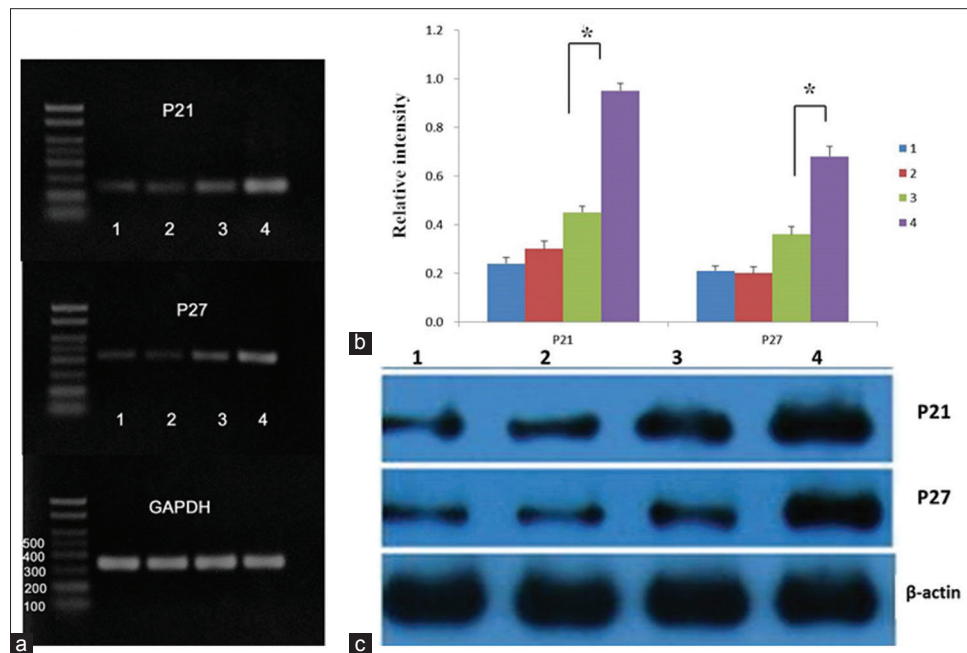 P21
1 2 3 4
P27
1 2 3 4
GAPDH
500
400
300
200
100
a
*
*
1.2
1.0
0.8
0.6
0.4
0.2
0.0
Relative intensity
P21 P27
1
2
3
4
b
1 2 3 4
P21
P27
β-actin
c